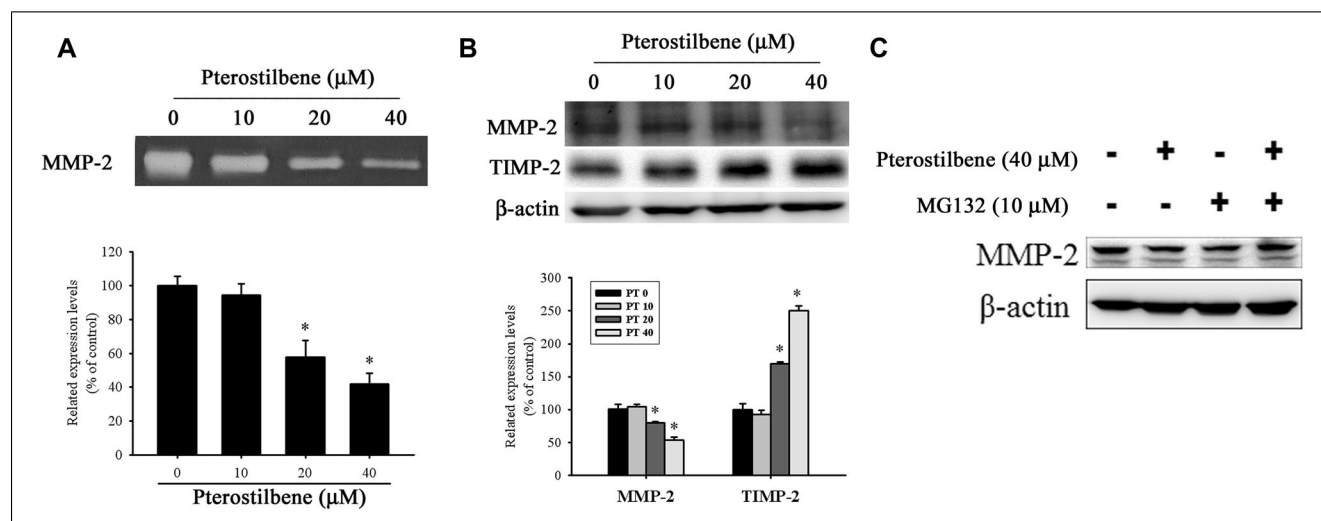 A
Pterostilbene (μM)
0 10 20 40
MMP-2
120
100
80
60
40
20
0
Related expression levels
(% of control)
* *
0 10 20 40
Pterostilbene (μM)
B
Pterostilbene (μM)
0 10 20 40
MMP-2
TIMP-2
β-actin
300
250
200
150
100
50
0
Related expression levels
(% of control)
PT 0
PT 10
PT 20
PT 40
* * * *
MMP-2 TIMP-2
C
Pterostilbene (40 μM) - + - +
MG132 (10 μM) - - + +
MMP-2
β-actin